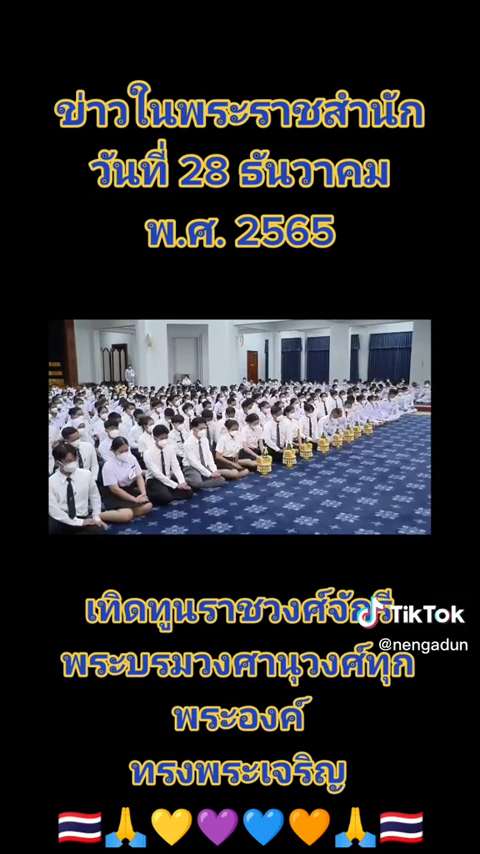 ข่าวในพระราชสำนัก
วันที่ 28 ธันวาคม
พ.ศ. 2565
เทิดทูนราชวงศ์จักรี
TikTok
@nengadun
พระบรมวงศานุวงศ์ทุก
พระองค์
ทรงพระเจริญ
🇹🇭🙏💛💜💙🧡🙏🇹🇭